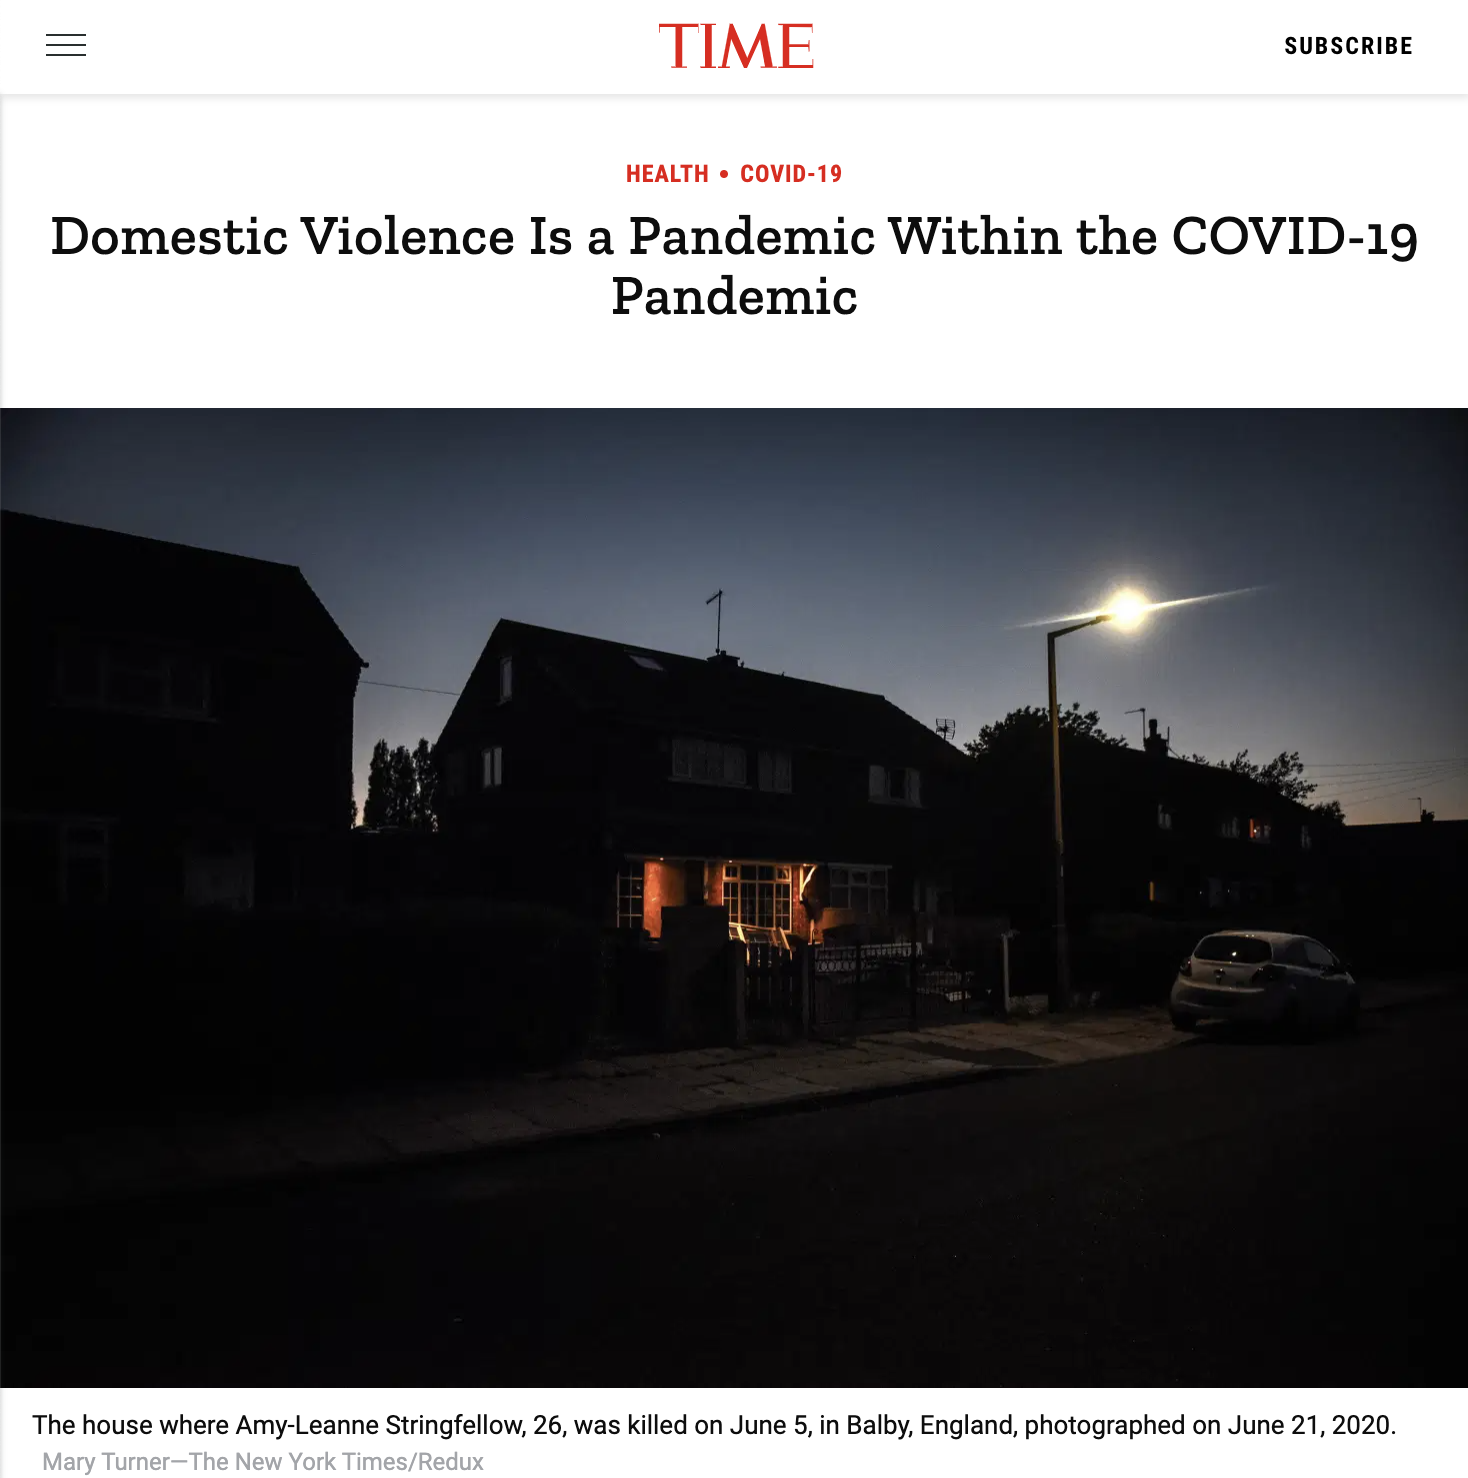 TIME
SUBSCRIBE
HEALTH • COVID-19
Domestic Violence Is a Pandemic Within the COVID-19
Pandemic
The house where Amy-Leanne Stringfellow, 26, was killed on June 5, in Balby, England, photographed on June 21, 2020.
Mary Turner—The New York Times/Redux